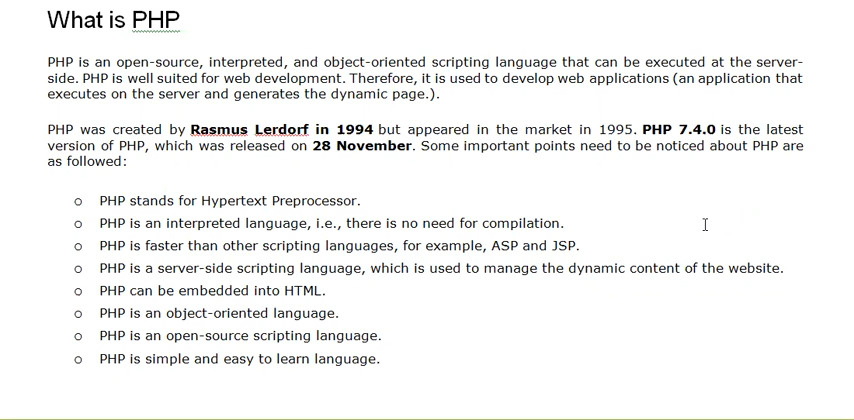 What is PHP
PHP is an open-source, interpreted, and object-oriented scripting language that can be executed at the server-
side. PHP is well suited for web development. Therefore, it is used to develop web applications (an application that
executes on the server and generates the dynamic page.).
PHP was created by Rasmus Lerdorf in 1994 but appeared in the market in 1995. PHP 7.4.0 is the latest
version of PHP, which was released on 28 November. Some important points need to be noticed about PHP are
as followed:
o PHP stands for Hypertext Preprocessor.
o PHP is an interpreted language, i.e., there is no need for compilation.
o PHP is faster than other scripting languages, for example, ASP and JSP.
o PHP is a server-side scripting language, which is used to manage the dynamic content of the website.
o PHP can be embedded into HTML.
o PHP is an object-oriented language.
o PHP is an open-source scripting language.
o PHP is simple and easy to learn language.